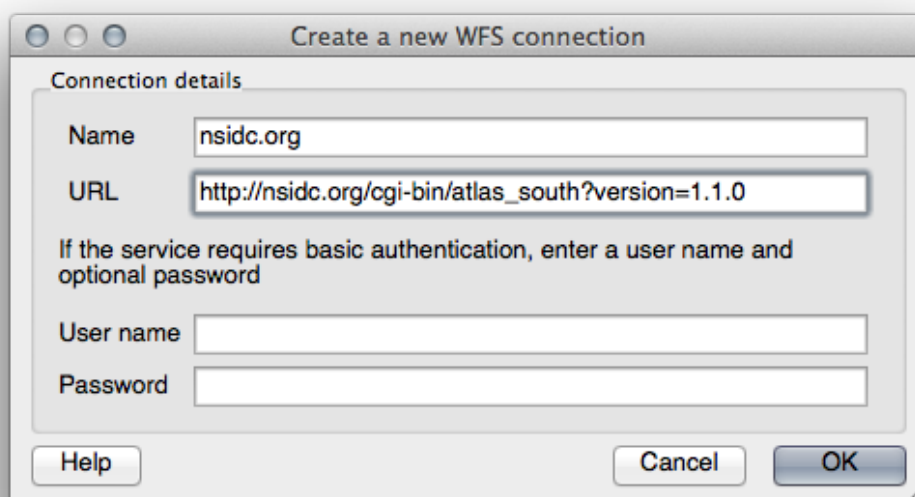 Create a new WFS connection
Connection details
Name nsidc.org
URL http://nsidc.org/cgi-bin/atlas_south?version=1.1.0
If the service requires basic authentication, enter a user name and
optional password
User name
Password
Help Cancel OK